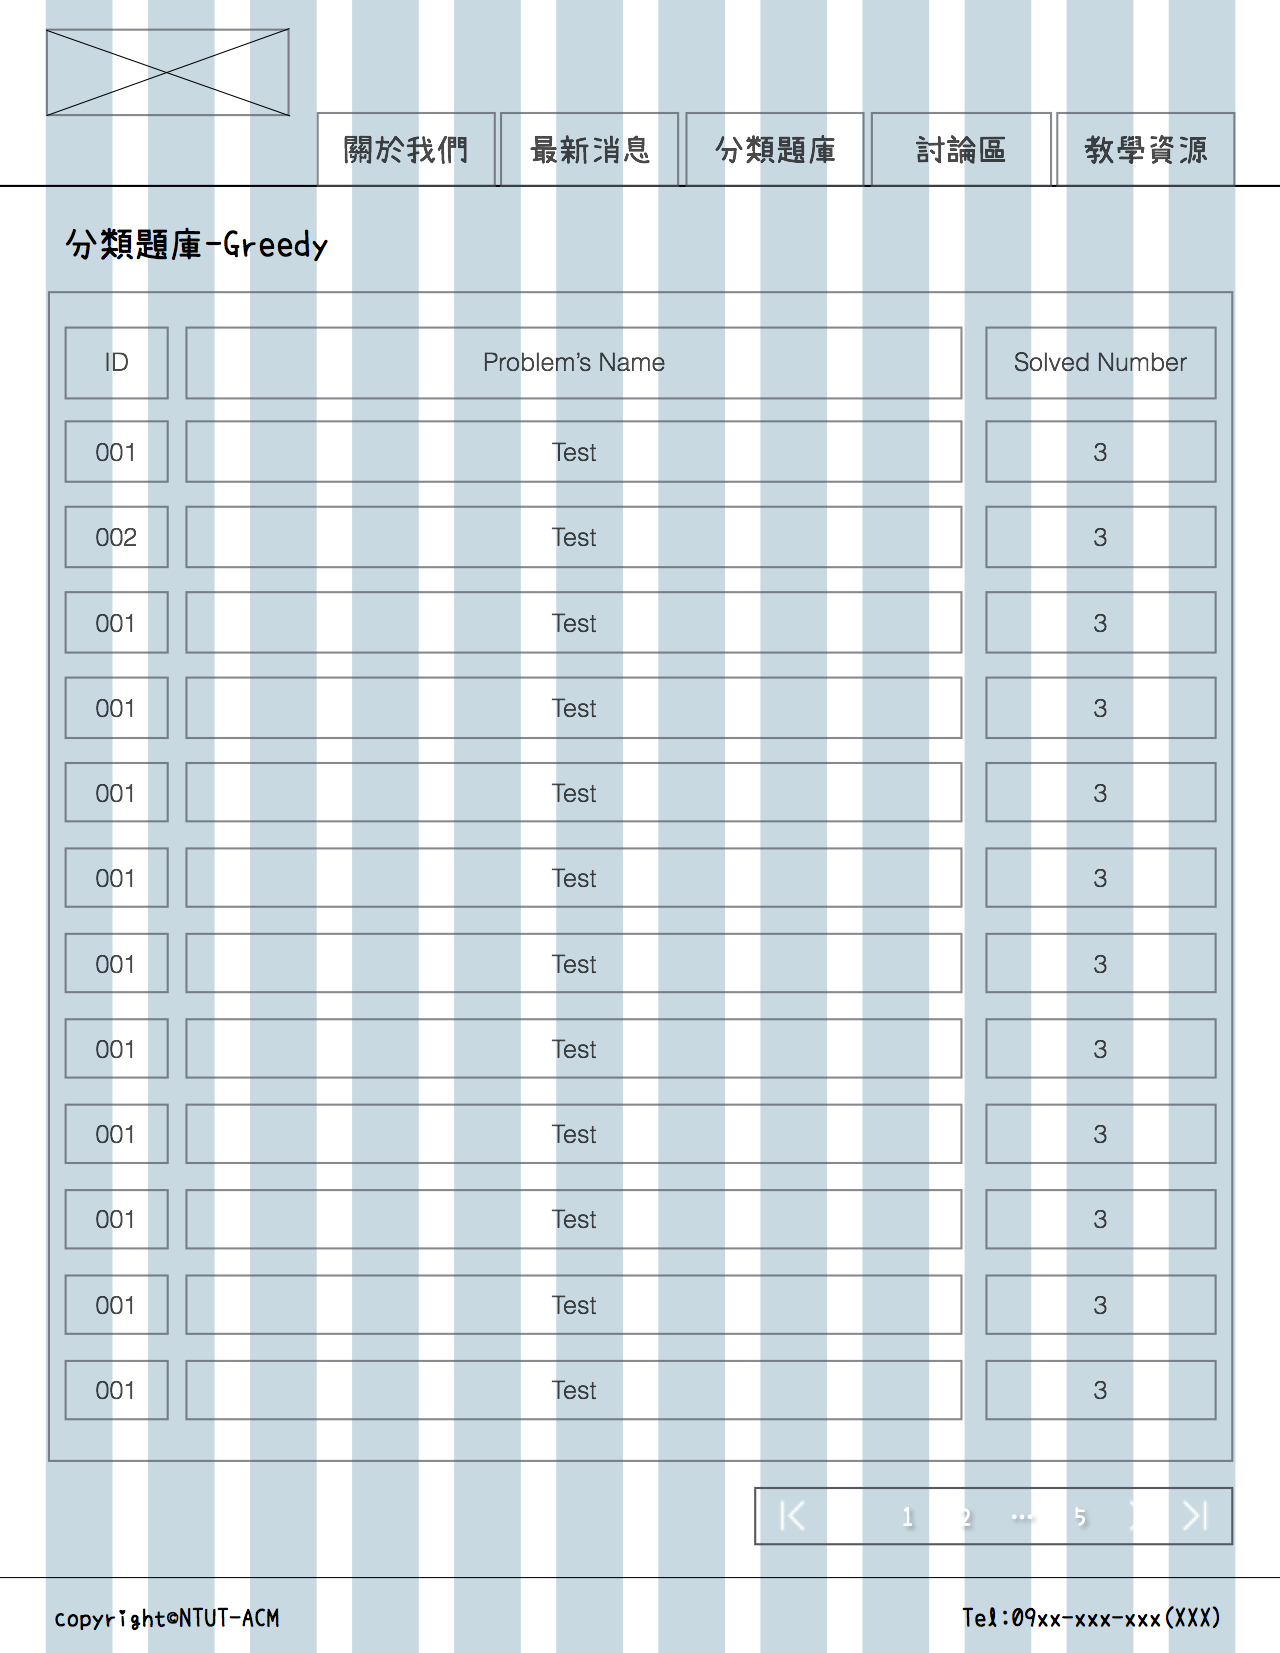 關於我們 最新消息 分類題庫 討論區 教學資源
分類題庫-Greedy
ID Problem’s Name Solved Number
001 Test 3
002 Test 3
001 Test 3
001 Test 3
001 Test 3
001 Test 3
001 Test 3
001 Test 3
001 Test 3
001 Test 3
001 Test 3
001 Test 3
1 2 ... 5
copyright©NTUT-ACM Tel:09xx-xxx-xxx(XXX)